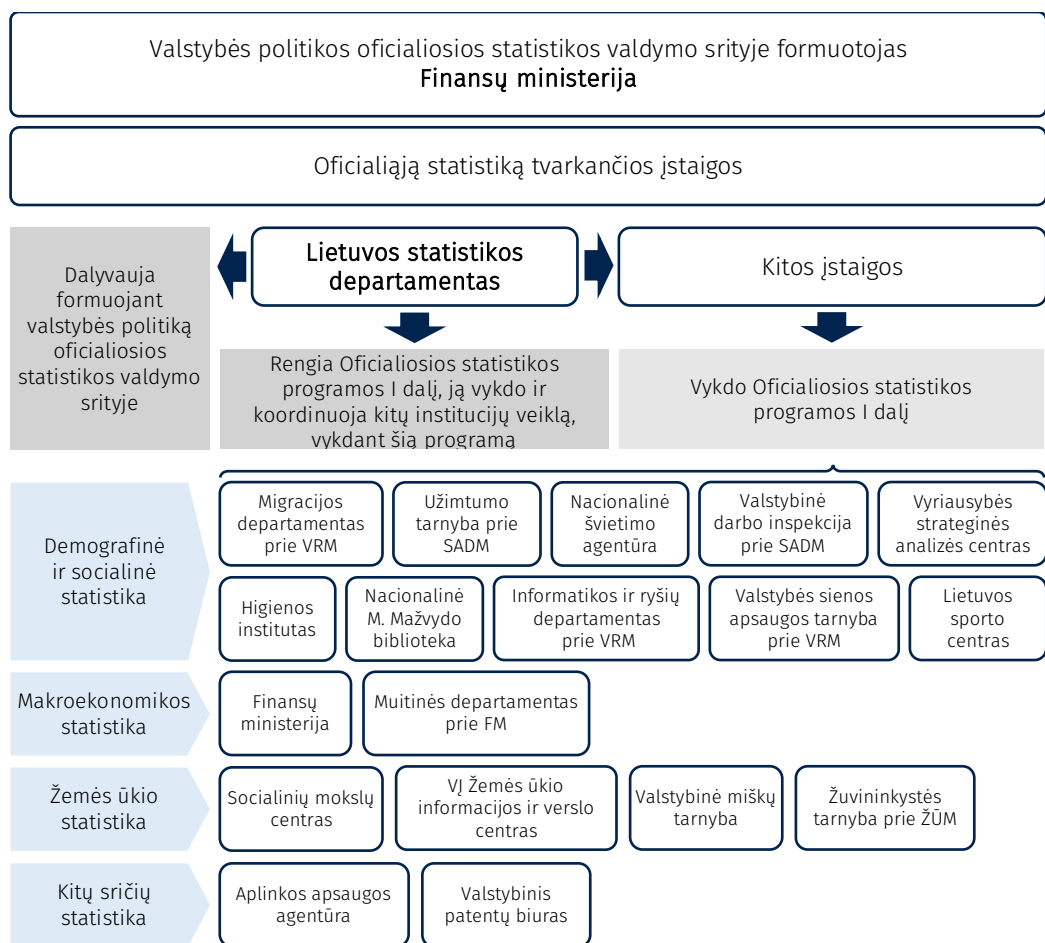 Valstybės politikos oficialiosios statistikos valdymo srityje formuotojas
Finansų ministerija
Oficialiąją statistiką tvarkančios įstaigos
Dalyvauja
formuojant
valstybės politiką
oficialiosios
statistikos valdymo
srityje
Lietuvos statistikos
departamentas
Kitos įstaigos
Rengia Oficialiosios statistikos
programos I dalį, ją vykdo ir
koordinuoja kitų institucijų veiklą,
vykdant šią programą
Vykdo Oficialiosios statistikos
programos I dalį
Demografinė
ir socialinė
statistika
Migracijos
departamentas
prie VRM
Užimtumo
tarnyba prie
SADM
Nacionalinė
švietimo
agentūra
Valstybinė
darbo inspekcija
prie SADM
Vyriausybės
strateginės
analizės centras
Higienos
institutas
Nacionalinė
M. Mažvydo
biblioteka
Informatikos ir ryšių
departamentas
prie VRM
Valstybės sienos
apsaugos tarnyba
prie VRM
Lietuvos
sporto
centras
Makroekonomikos
statistika
Finansų
ministerija
Muitinės departamentas
prie FM
Žemės ūkio
statistika
Socialinių mokslų
centras
VĮ Žemės ūkio
informacijos ir verslo
centras
Valstybinė miškų
tarnyba
Žuvininkystės
tarnyba prie ŽŪM
Kitų sričių
statistika
Aplinkos apsaugos
agentūra
Valstybinis
patentų biuras